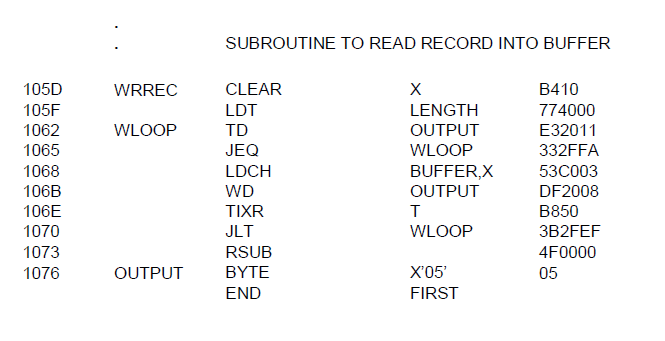 .
. SUBROUTINE TO READ RECORD INTO BUFFER
105D WRREC CLEAR X B410
105F LDT LENGTH 774000
1062 WLOOP TD OUTPUT E32011
1065 JEQ WLOOP 332FFA
1068 LDCH BUFFER,X 53C003
106B WD OUTPUT DF2008
106E TIXR T B850
1070 JLT WLOOP 3B2FEF
1073 RSUB 4F0000
1076 OUTPUT BYTE X'05' 05
END FIRST